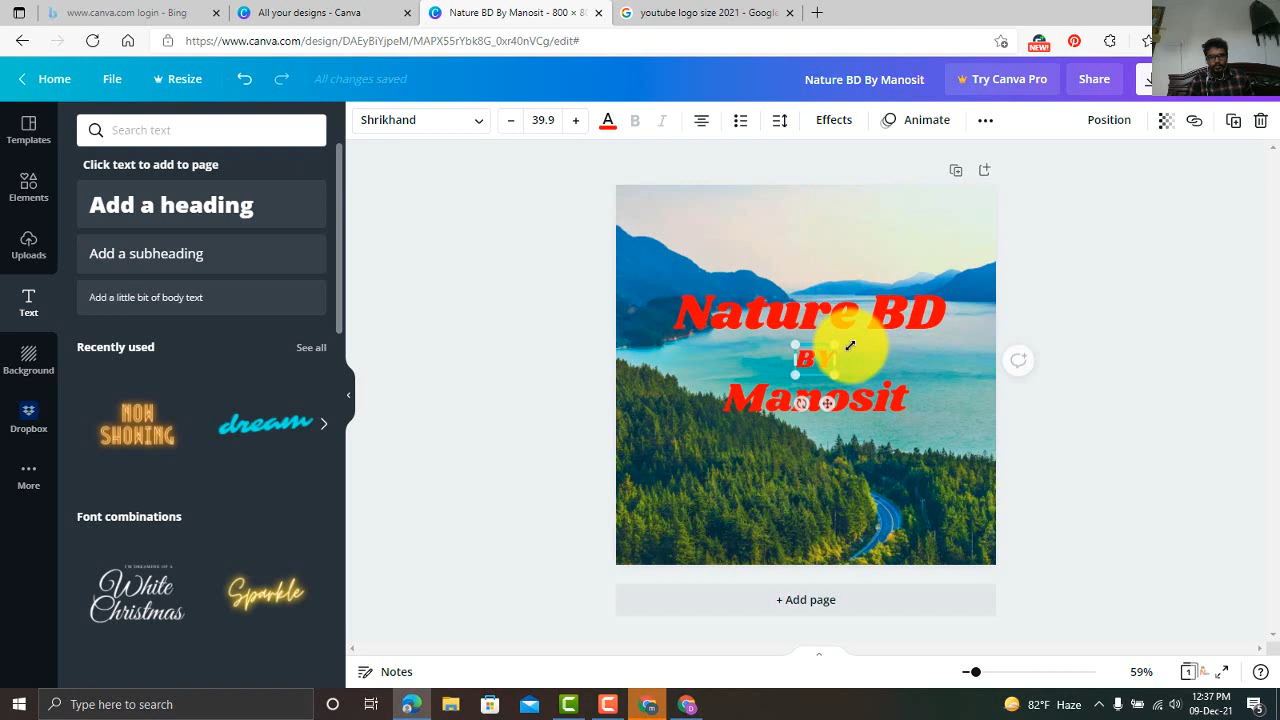 www.canva.com login - Bing
All your designs - Canva
Nature BD By Manosit - 800 × 80
youtube logo size 2021 - Google
https://www.canva.com/design/DAEyBiYjpeM/MAPX55rYbk8G_0xr40nVCg/edit#
NEW!
Home
File
Resize
All changes saved
Nature BD By Manosit
Try Canva Pro
Share
Templates
Elements
Uploads
Text
Background
Dropbox
More
Search text
Click text to add to page
Add a heading
Add a subheading
Add a little bit of body text
Recently used
See all
NOW
SHOWING
dream
Font combinations
I'M DREAMING OF A
White
Christmas
Sparkle
Shrikhand
39.9
A
B
I
Effects
Animate
Position
Nature BD
BY
Manosit
+ Add page
Notes
59%
1
Type here to search
82°F Haze
12:37 PM
09-Dec-21